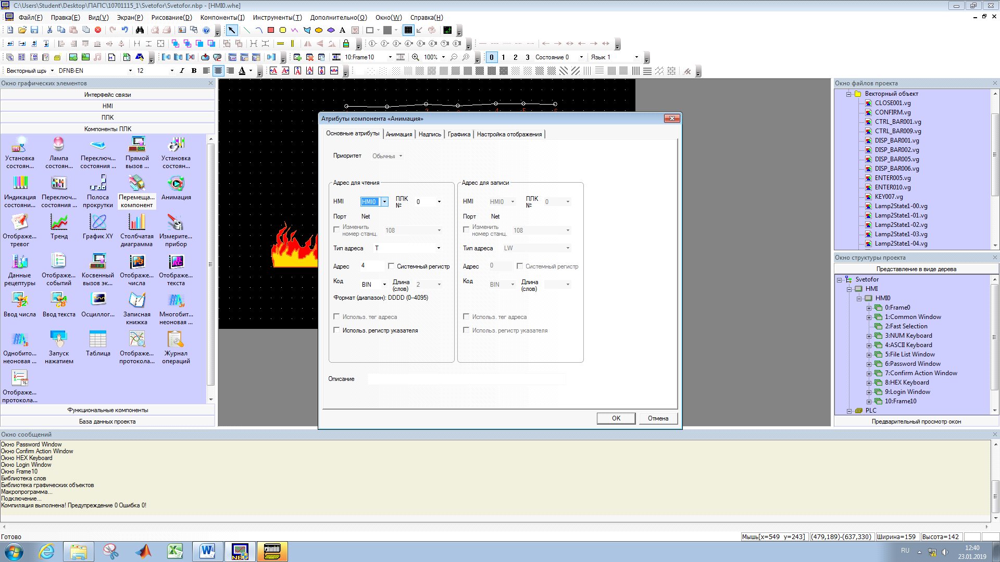 C:\Users\Student\Desktop\ПАПС\10701115_1\Svetofor\Svetofor.nbp - [HMI0.whe]
Файл(F) Правка(E) Вид(V) Экран(P) Рисование(D) Компоненты(I) Инструменты(T) Дополнительно(O) Окно(W) Справка(H)
10:Frame10 100% 0 1 2 3 Состояние 0 Язык 1
Векторный шри DFNB-EN 12
Окно графических элементов
Интерфейс связи
HMI
ПЛК
Компоненты ПЛК
Установка состоян...
Лампа состоян...
Переключ... состояния ...
Прямой вызов ...
Установка состоян...
Индикация состояни...
Переключ... состояния ...
Полоса прокрутки
Перемеща... компонент
Анимация
Отображе... тревог
Тренд
График XY
Столбчатая диаграмма
Измерите... прибор
Данные рецептуры
Отображе... событий
Косвенный вызов эк...
Отображе... числа
Отображе... текста
Ввод числа
Ввод текста
Осциллог...
Записная книжка
Многобит... неоновая ...
Однобито... неоновая ...
Запуск нажатием
Таблица
Отображе... протокола...
Журнал операций
Отображе... протокола...
Функциональные компоненты
База данных проекта
Атрибуты компонента «Анимация»
Основные атрибуты Анимация Надпись Графика Настройка отображения
Приоритет Обычны
Адрес для чтения
HMI HMI0 ПЛК № 0
Порт Net
Изменить номер станц. 108
Тип адреса T
Адрес 4 Системный регистр
Код BIN Длина (слов) 2
Формат (диапазон): DDDD (0--4095)
Использ. тег адреса
Использ. регистр указателя
Адрес для записи
HMI HMI0 ПЛК № 0
Порт Net
Изменить номер станц. 108
Тип адреса LW
Адрес 0 Системный регистр
Код BIN Длина (слов)
Использ. тег адреса
Использ. регистр указателя
Описание
OK Отмена
Окно файлов проекта
Векторный объект
CLOSE001.vg
CONFIRM.vg
CTRL_BAR001.vg
CTRL_BAR009.vg
DISP_BAR001.vg
DISP_BAR002.vg
DISP_BAR005.vg
DISP_BAR006.vg
ENTER005.vg
ENTER010.vg
KEY007.vg
Lamp2State1-00.vg
Lamp2State1-01.vg
Lamp2State1-02.vg
Lamp2State1-03.vg
Lamp2State1-04.vg
Окно структуры проекта
Представление в виде дерева
Svetofor
HMI
HMI0
0:Frame0
1:Common Window
2:Fast Selection
3:NUM Keyboard
4:ASCII Keyboard
5:File List Window
6:Password Window
7:Confirm Action Window
8:HEX Keyboard
9:Login Window
10:Frame10
PLC
Предварительный просмотр окон
Окно сообщений
Окно Password Window
Окно Confirm Action Window
Окно HEX Keyboard
Окно Login Window
Окно Frame10
Библиотека слов
Библиотека графических объектов
Макропрограмма...
Подключение...
Компиляция выполнена! Предупреждение 0 Ошибка 0!
Готово
Мышь[x=549 y=243] (479,189)-(637,330) Ширина=159 Высота=142
RU
12:40
23.01.2019